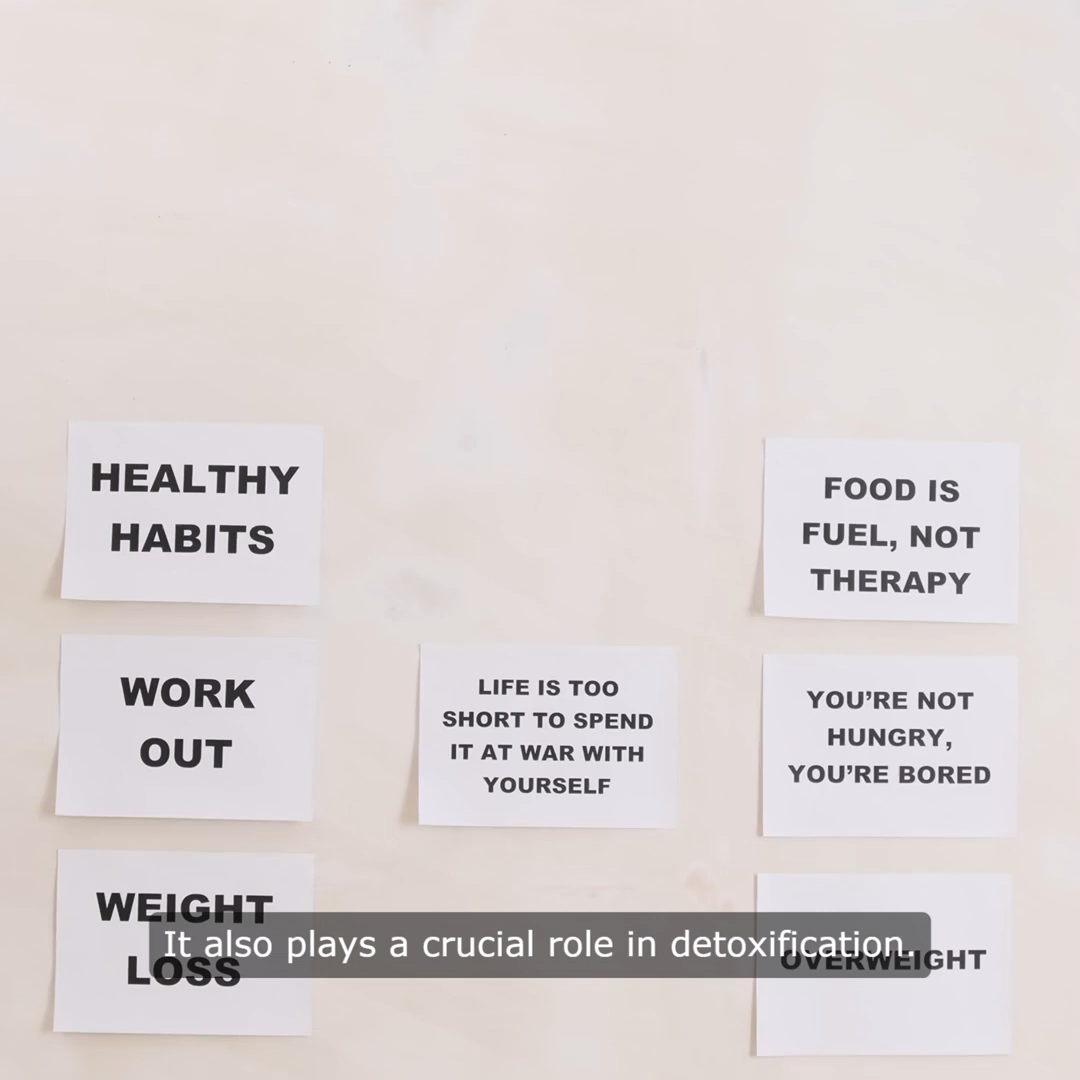 HEALTHY
HABITS
WORK
OUT
WEIGHT
LOSS
LIFE IS TOO
SHORT TO SPEND
IT AT WAR WITH
YOURSELF
FOOD IS
FUEL, NOT
THERAPY
YOU’RE NOT
HUNGRY,
YOU’RE BORED
OVERWEIGHT
It also plays a crucial role in detoxification.